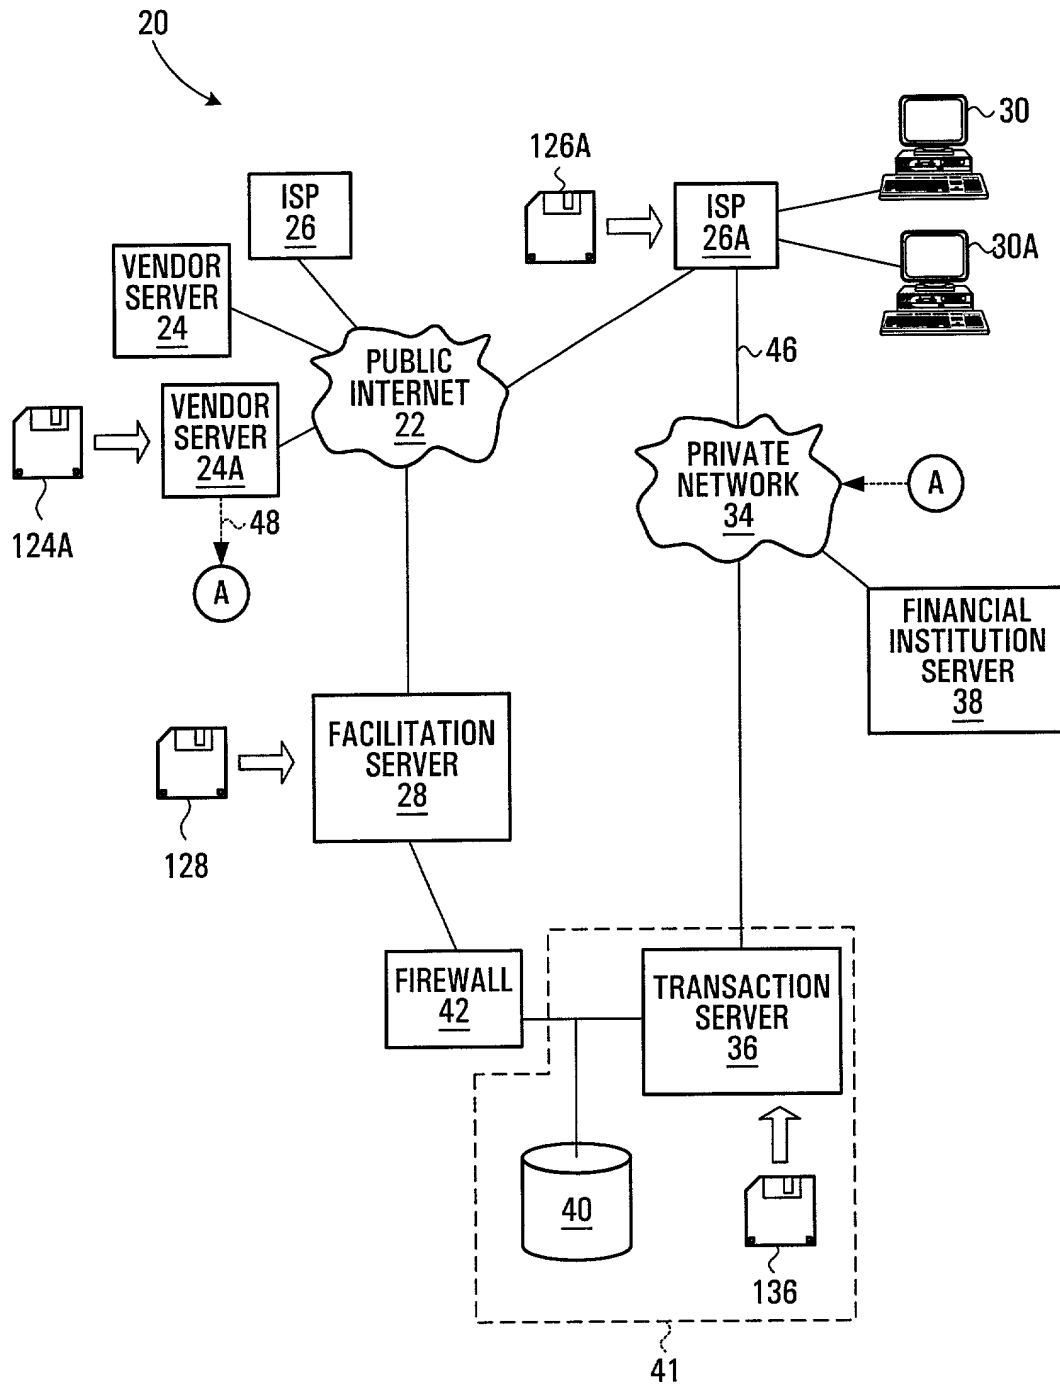 20
30
126A
ISP
26
ISP
26A
30A
VENDOR
SERVER
24
PUBLIC
INTERNET
22
46
VENDOR
SERVER
24A
PRIVATE
NETWORK
34
A
124A
48
A
FINANCIAL
INSTITUTION
SERVER
38
FACILITATION
SERVER
28
128
FIREWALL
42
TRANSACTION
SERVER
36
40
136
41